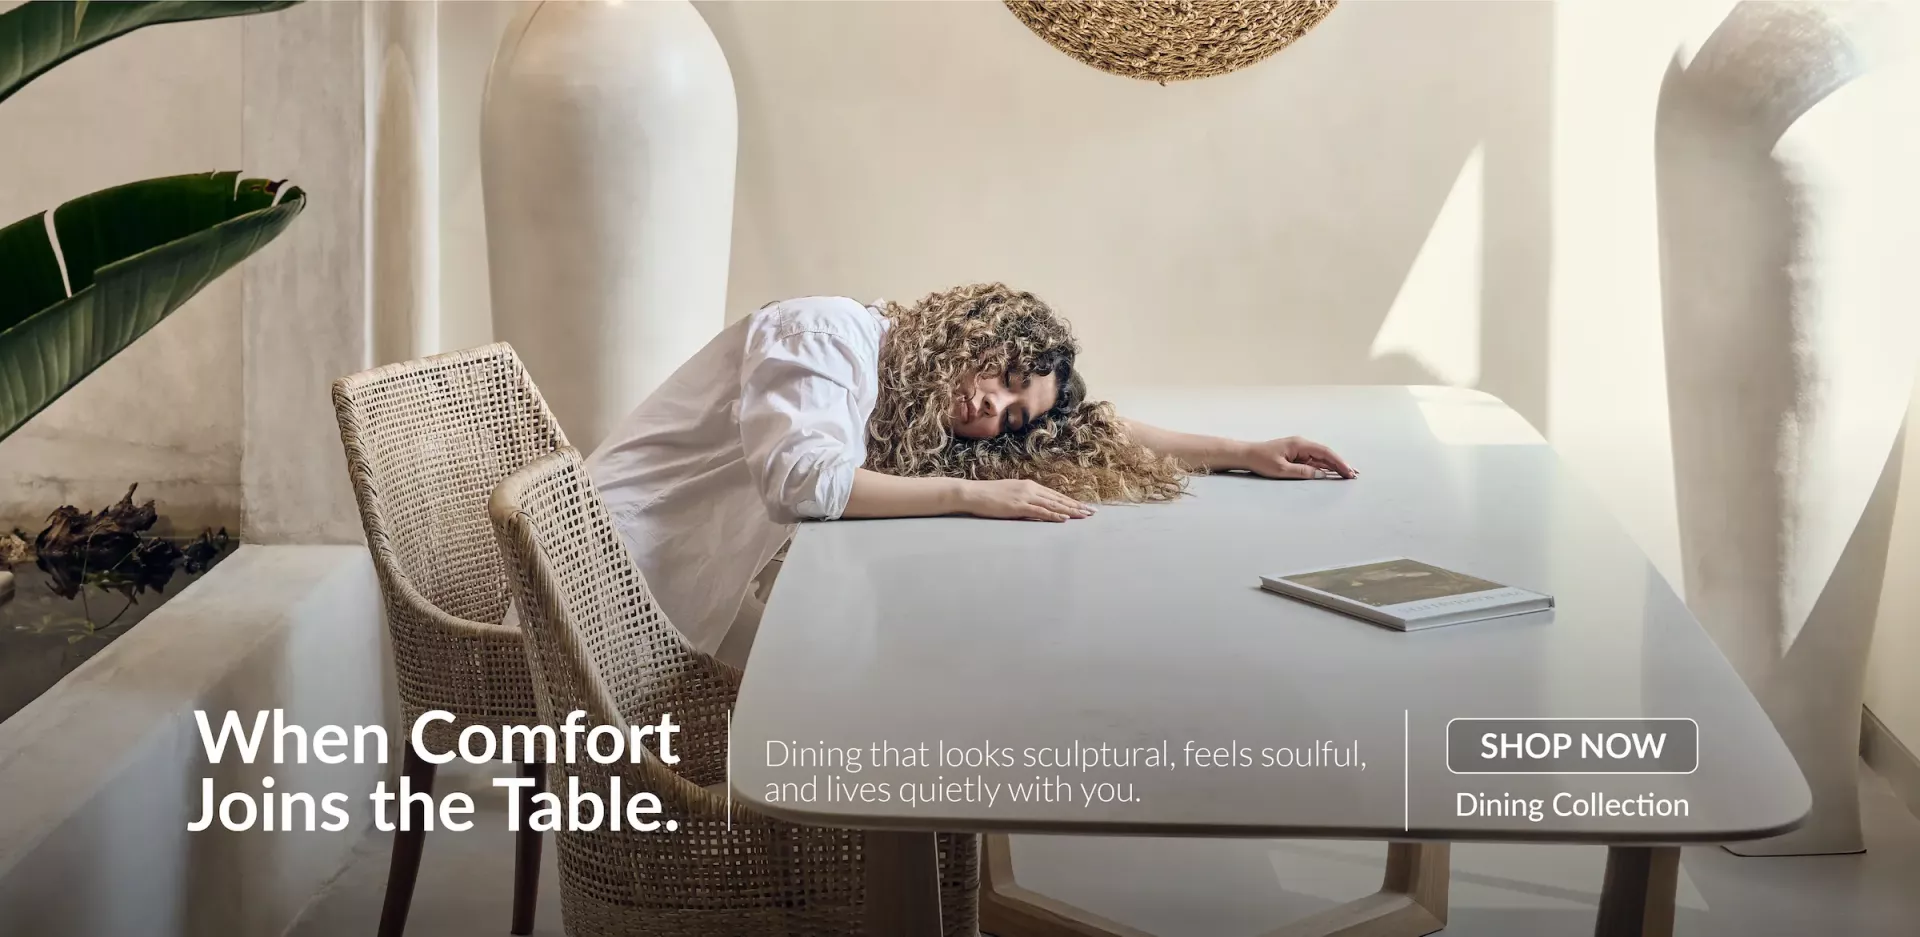 When Comfort
Joins the Table.
Dining that looks sculptural, feels soulful,
and lives quietly with you.
SHOP NOW
Dining Collection